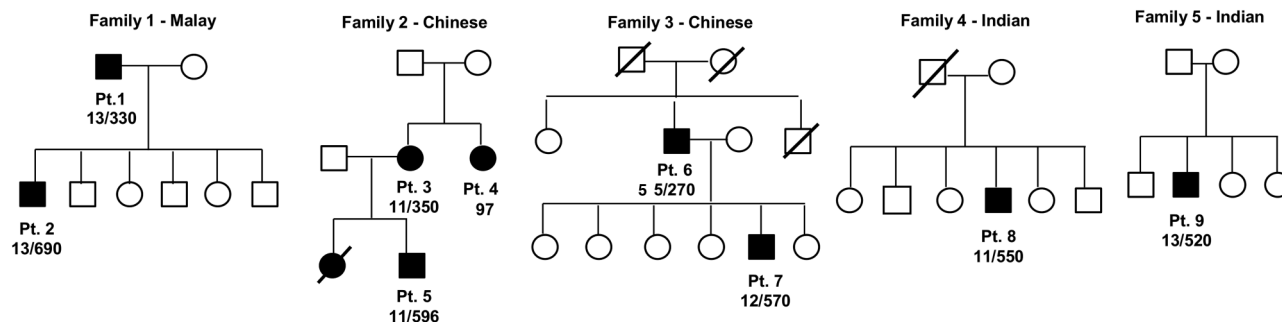 Family 1 - Malay
Pt.1
13/330
Pt. 2
13/690
Family 2 - Chinese
Pt. 3
11/350
Pt. 4
97
Pt. 5
11/596
Family 3 - Chinese
Pt. 6
5 5/270
Pt. 7
12/570
Family 4 - Indian
Pt. 8
11/550
Family 5 - Indian
Pt. 9
13/520